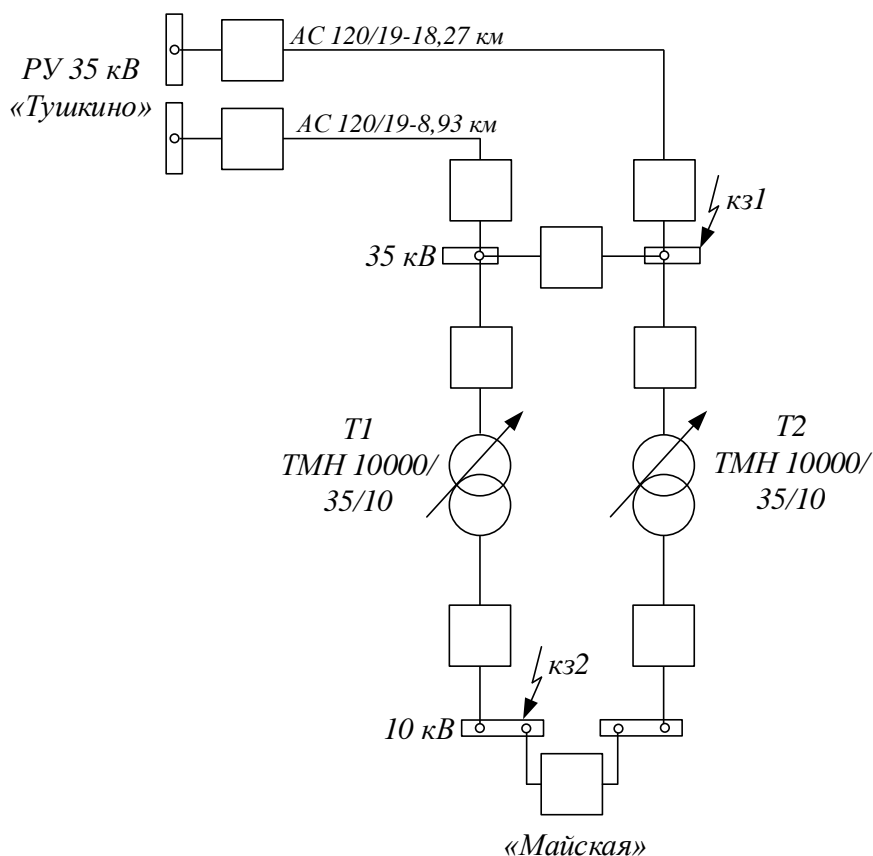 АС 120/19-18,27 км
РУ 35 кВ
«Тушкино»
АС 120/19-8,93 км
кз1
35 кВ
Т1
ТМН 10000/
35/10
Т2
ТМН 10000/
35/10
кз2
10 кВ
«Майская»